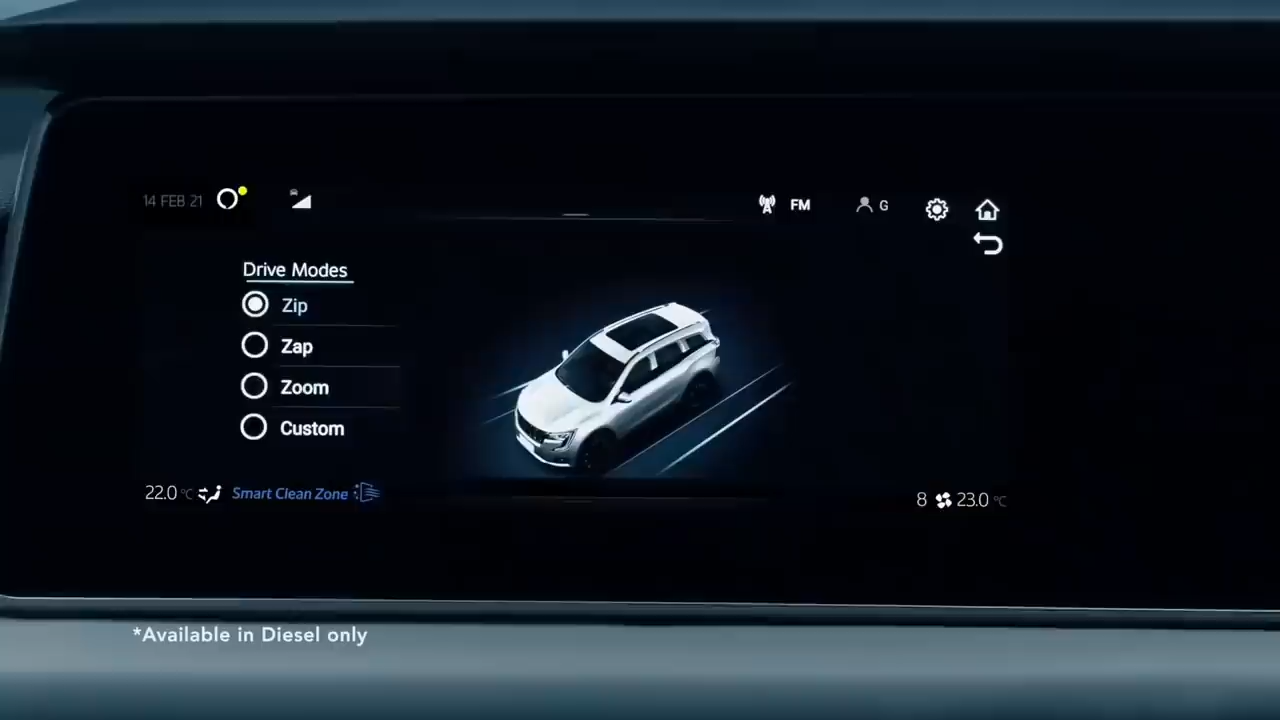 14 FEB 21
FM
G
Drive Modes
Zip
Zap
Zoom
Custom
22.0 °C
Smart Clean Zone
8
23.0 °C
*Available in Diesel only